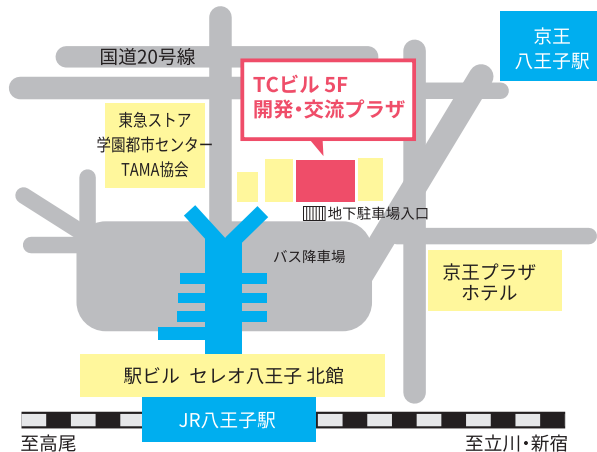 京王
八王子駅
国道20号線
TCビル 5F
開発・交流プラザ
東急ストア
学園都市センター
TAMA協会
地下駐車場入口
バス降車場
京王プラザ
ホテル
駅ビル セレオ八王子 北館
JR八王子駅
至高尾
至立川・新宿